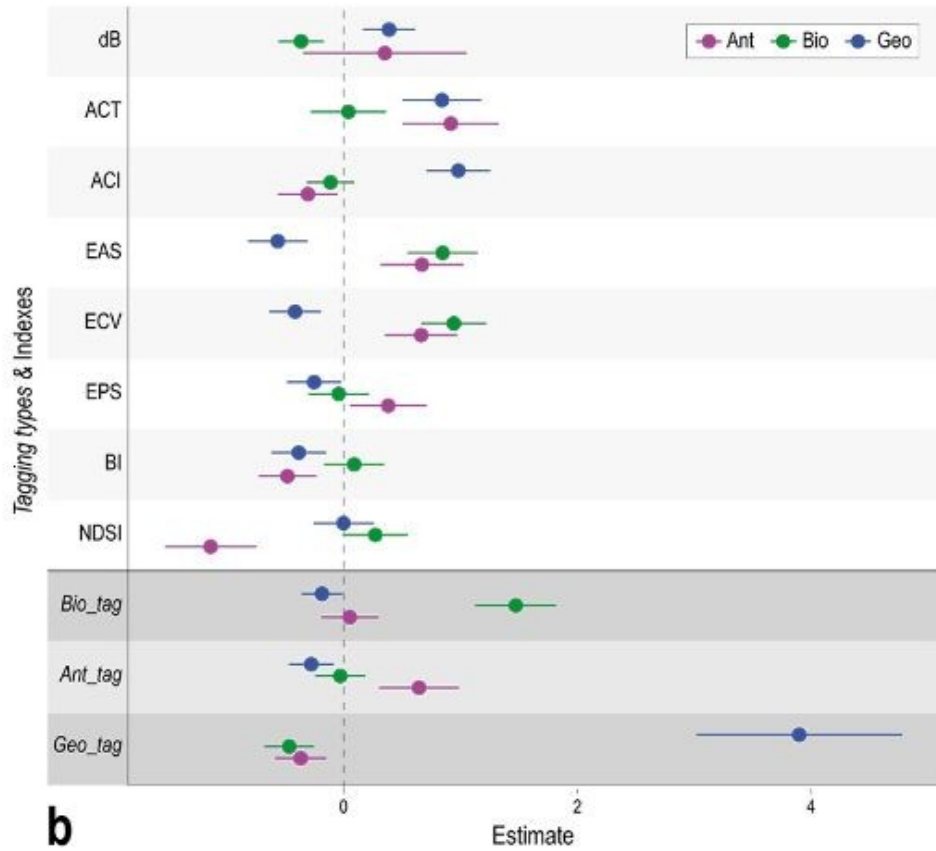 dB
Ant Bio Geo
ACT
ACI
EAS
ECV
EPS
BI
NDSI
Bio_tag
Ant_tag
Geo_tag
Tagging types & Indexes
0 2 4
Estimate
b